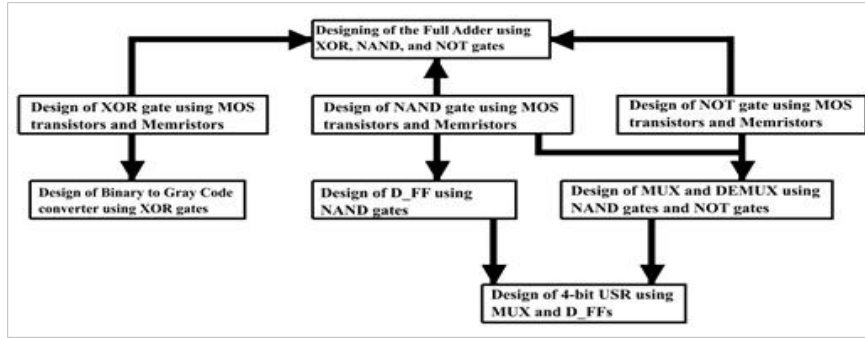 Designing of the Full Adder using
XOR, NAND, and NOT gates
Design of XOR gate using MOS
transistors and Memristors
Design of NAND gate using MOS
transistors and Memristors
Design of NOT gate using MOS
transistors and Memristors
Design of Binary to Gray Code
converter using XOR gates
Design of D_FF using
NAND gates
Design of MUX and DEMUX using
NAND gates and NOT gates
Design of 4-bit USR using
MUX and D_FFs